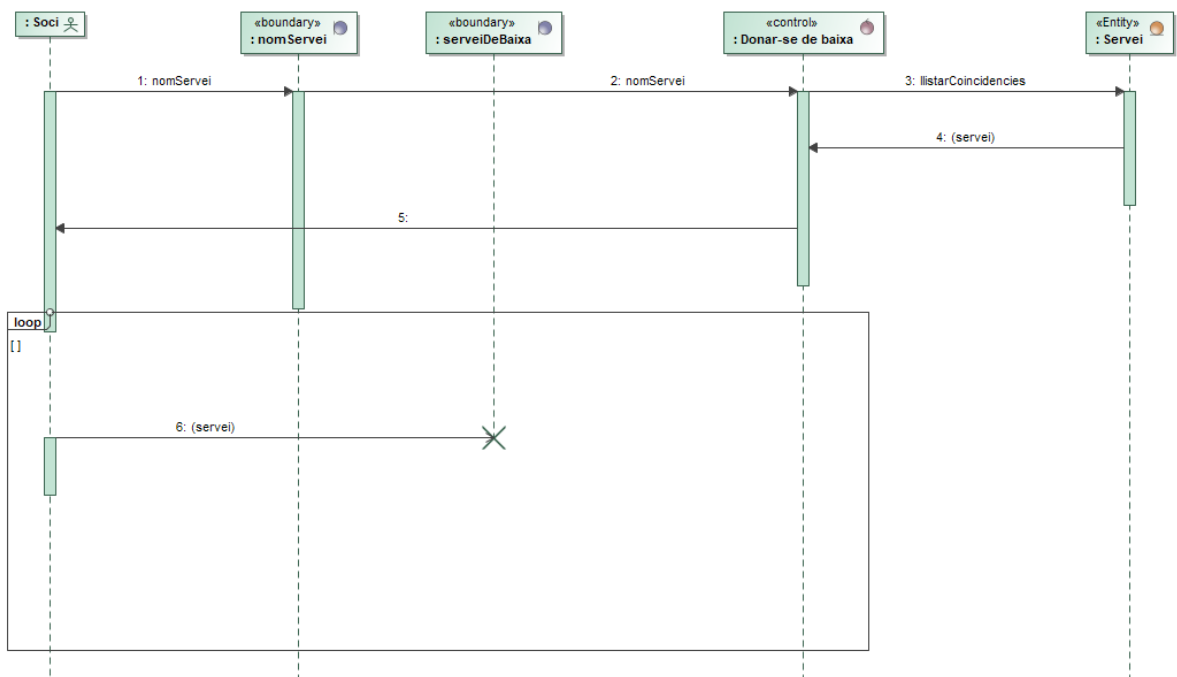 : Soci
«boundary»
: nomServei
«boundary»
: serveiDeBaixa
«control»
: Donar-se de baixa
«Entity»
: Servei
1: nomServei
2: nomServei
3: llistarCoincidencies
4: (servei)
5:
loop
[ ]
6: (servei)